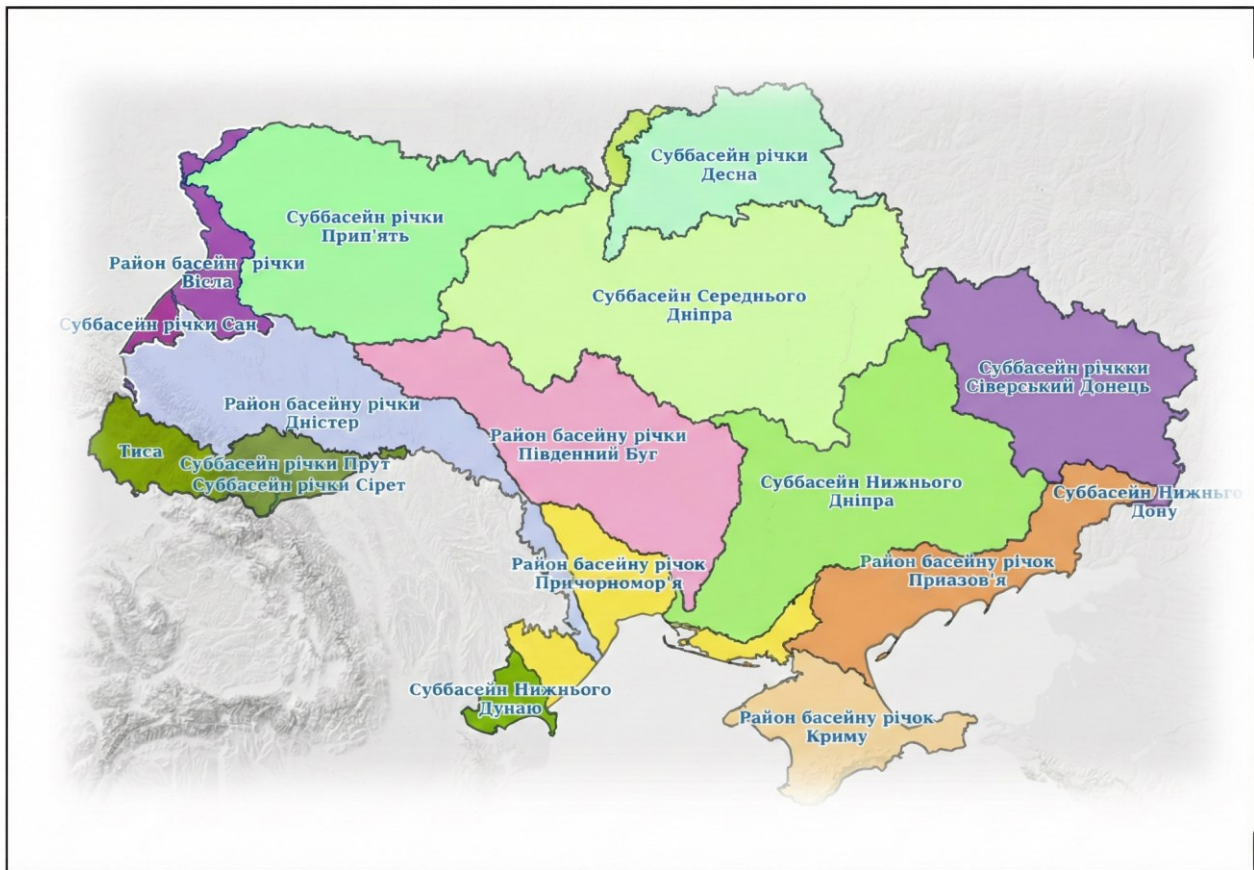 Суббасейн річки
Десна
Суббасейн річки
Прип'ять
Район басейн річки
Вісла
Суббасейн Середнього
Дніпра
Суббасейн річки Сан
Суббасейн річкки
Сіверський Донець
Район басейну річки
Дністер
Район басейну річки
Південний Буг
Тиса
Суббасейн річки Прут
Суббасейн річки Сірет
Суббасейн Нижнього
Дніпра
Суббасейн Нижньго
Дону
Район басейну річок
Причорномор'я
Район басейну річок
Приазов'я
Суббасейн Нижнього
Дунаю
Район басейну річок
Криму